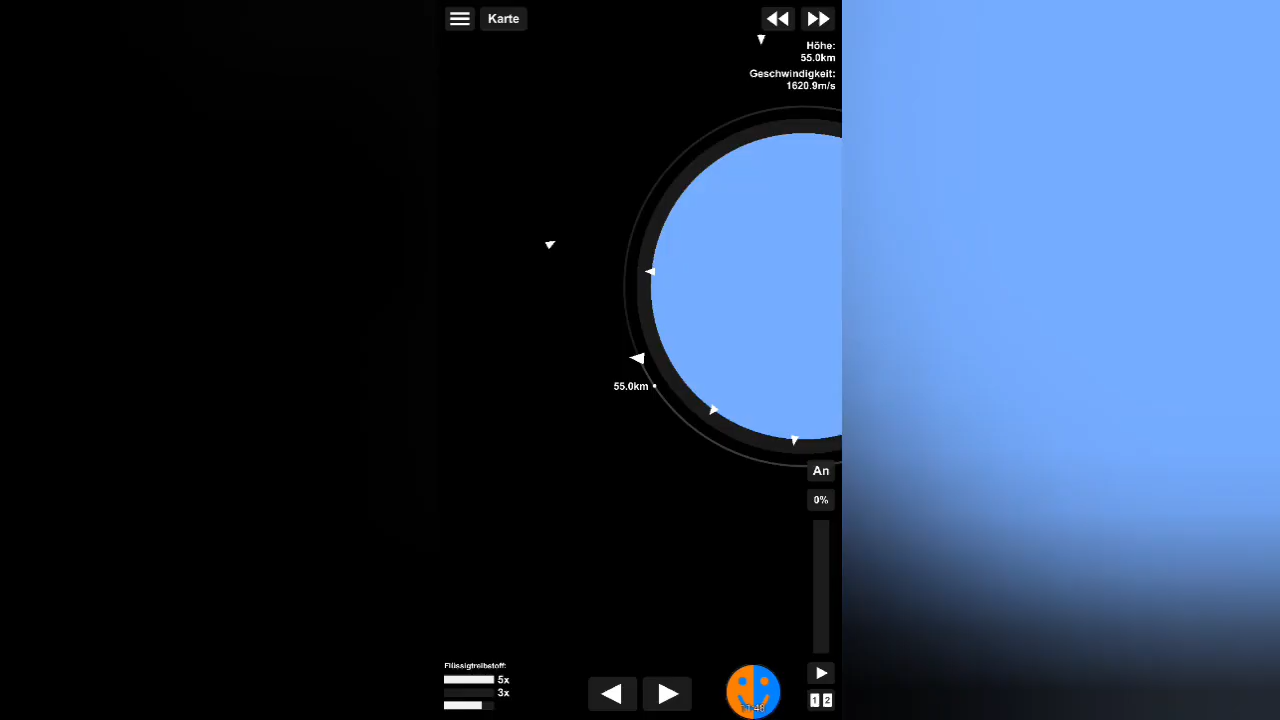 Karte
Höhe:
55.0km
Geschwindigkeit:
1620.9m/s
55.0km
An
0%
Flüssigtreibstoff:
5x
3x
1 2